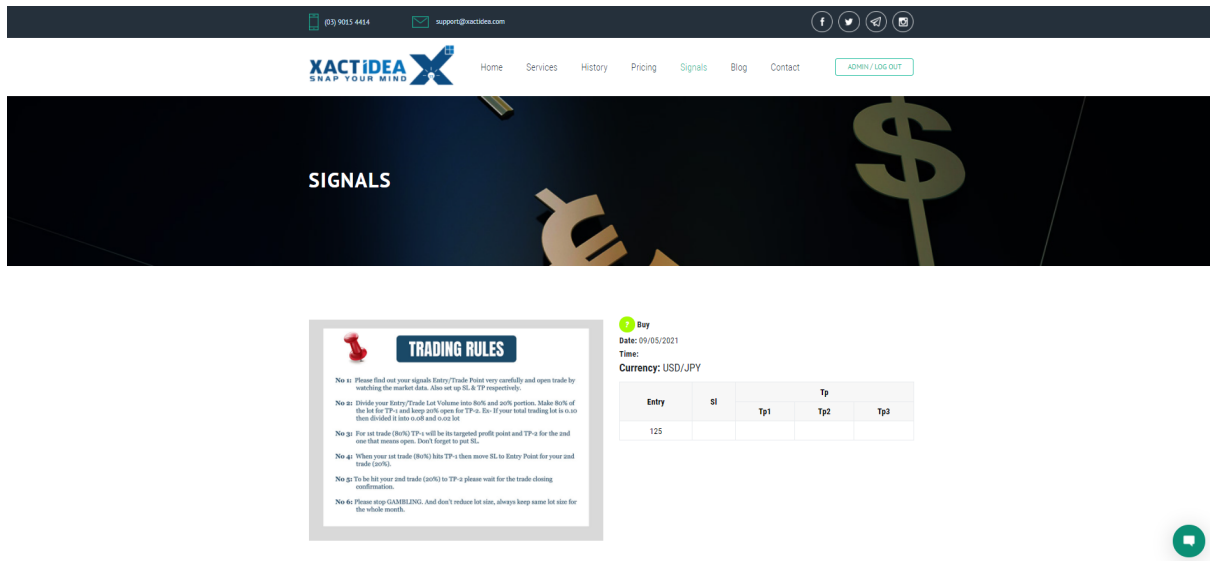 (03) 9015 4414
support@xactidea.com
XACTiDEA
SNAP YOUR MIND
Home
Services
History
Pricing
Signals
Blog
Contact
ADMIN / LOG OUT
SIGNALS
TRADING RULES
No 1: Please find out your signals Entry/Trade Point very carefully and open trade by
watching the market data. Also set up SL & TP respectively.
No 2: Divide your Entry/Trade Lot Volume into 80% and 20% portion. Make 80% of
the lot for TP-1 and keep 20% open for TP-2. Ex- If your total trading lot is 0.10
then divided it into 0.08 and 0.02 lot
No 3: For 1st trade (80%) TP-1 will be its targeted profit point and TP-2 for the 2nd
one that means open. Don't forget to put SL.
No 4: When your 1st trade (80%) hits TP-1 then move SL to Entry Point for your 2nd
trade (20%).
No 5: To be hit your 2nd trade (20%) to TP-2 please wait for the trade closing
confirmation.
No 6: Please stop GAMBLING. And don't reduce lot size, always keep same lot size for
the whole month.
? Buy
Date: 09/05/2021
Time:
Currency: USD/JPY
Entry Sl Tp
Tp1 Tp2 Tp3
125